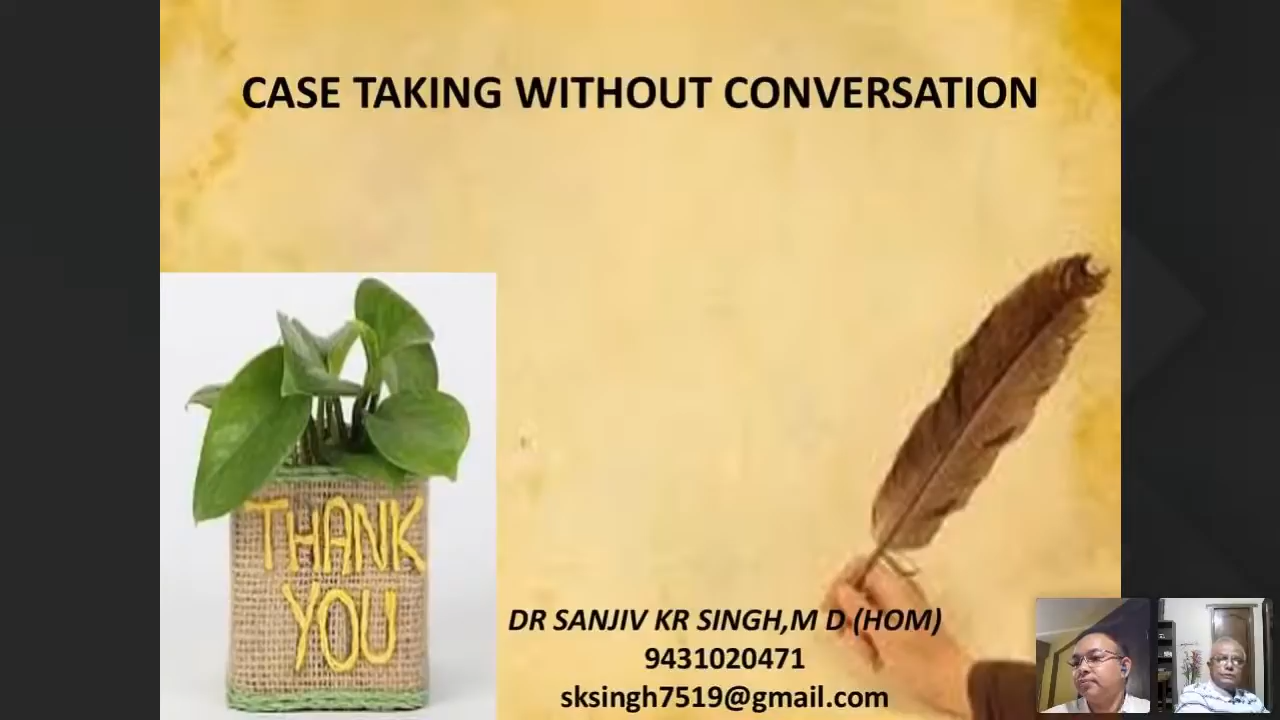 CASE TAKING WITHOUT CONVERSATION
THANK
YOU
DR SANJIV KR SINGH,M D (HOM)
9431020471
sksingh7519@gmail.com